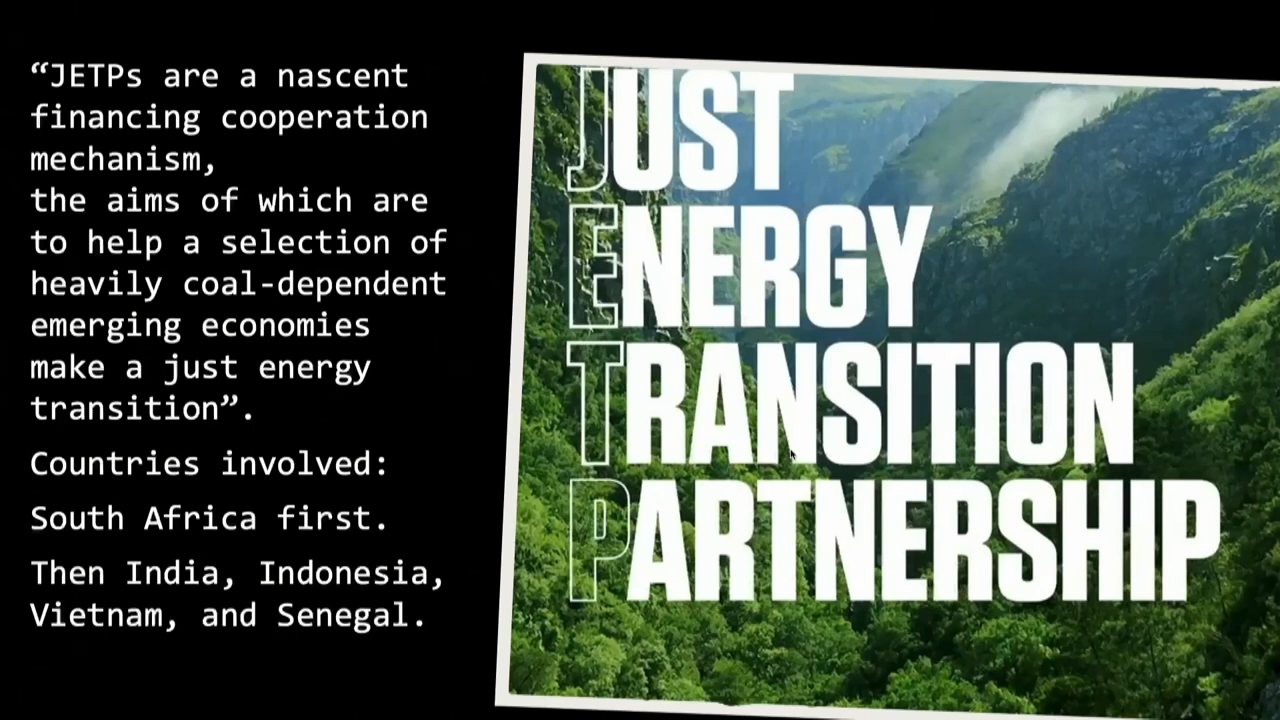 “JETPs are a nascent
financing cooperation
mechanism,
the aims of which are
to help a selection of
heavily coal-dependent
emerging economies
make a just energy
transition”.
Countries involved:
South Africa first.
Then India, Indonesia,
Vietnam, and Senegal.
JUST
ENERGY
TRANSITION
PARTNERSHIP